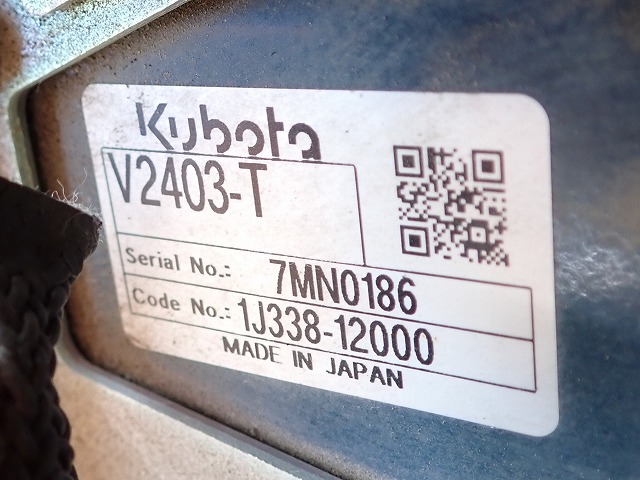 Kubota
V2403-T
Serial No.: 7MN0186
Code No.: 1J338-12000
MADE IN JAPAN